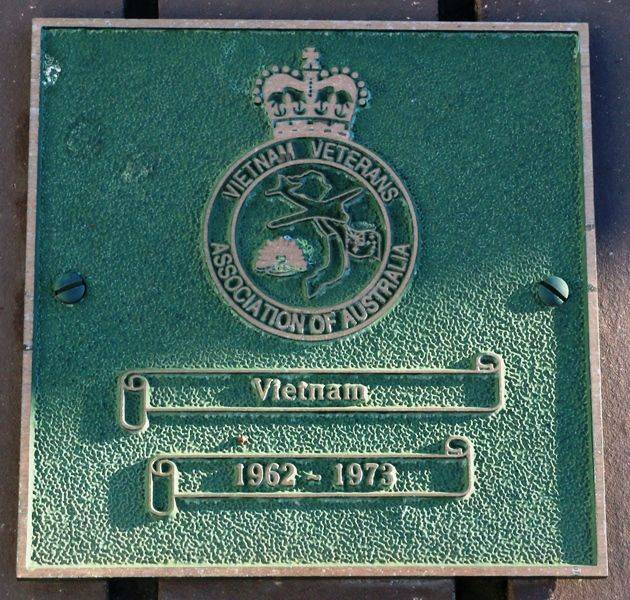 VIETNAM VETERANS
ASSOCIATION OF AUSTRALIA
Vietnam
1962 - 1973